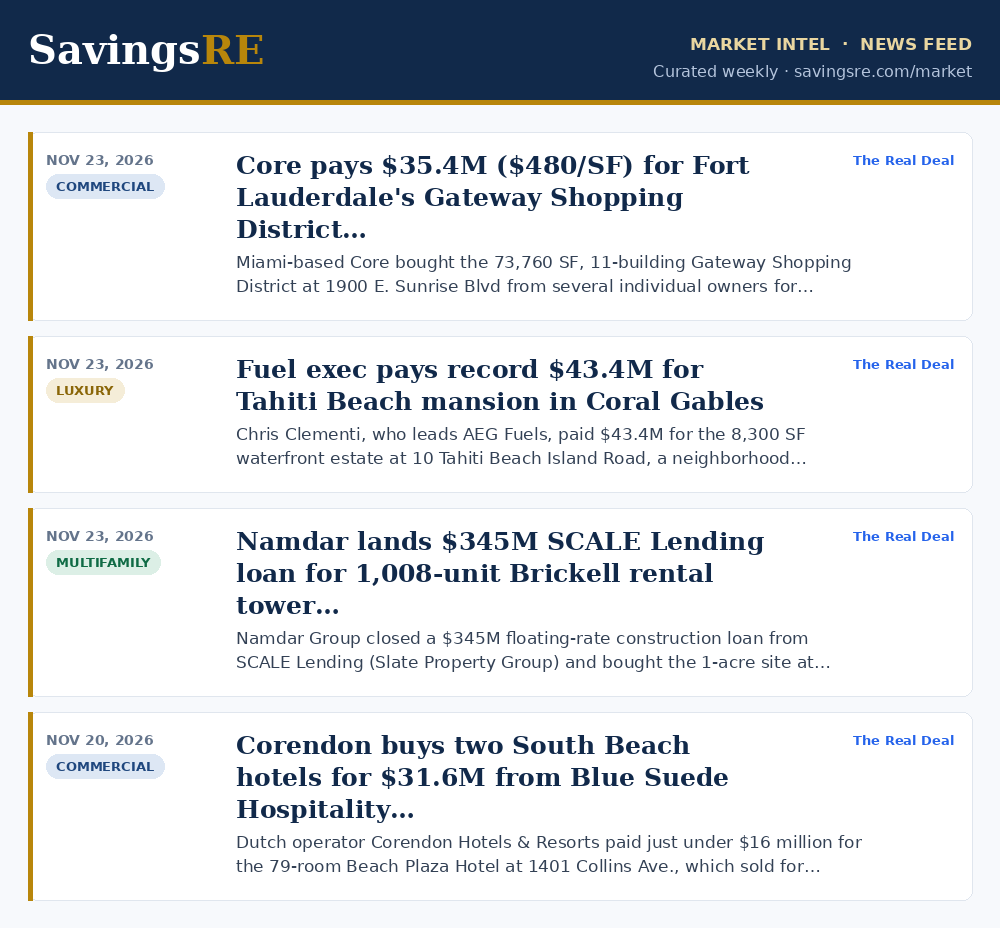 SavingsRE
MARKET INTEL · NEWS FEED
Curated weekly · savingsre.com/market
NOV 23, 2026
COMMERCIAL
Core pays $35.4M ($480/SF) for Fort
Lauderdale's Gateway Shopping
District...
Miami-based Core bought the 73,760 SF, 11-building Gateway Shopping
District at 1900 E. Sunrise Blvd from several individual owners for...
The Real Deal
NOV 23, 2026
LUXURY
Fuel exec pays record $43.4M for
Tahiti Beach mansion in Coral Gables
Chris Clementi, who leads AEG Fuels, paid $43.4M for the 8,300 SF
waterfront estate at 10 Tahiti Beach Island Road, a neighborhood...
The Real Deal
NOV 23, 2026
MULTIFAMILY
Namdar lands $345M SCALE Lending
loan for 1,008-unit Brickell rental
tower...
Namdar Group closed a $345M floating-rate construction loan from
SCALE Lending (Slate Property Group) and bought the 1-acre site at...
The Real Deal
NOV 20, 2026
COMMERCIAL
Corendon buys two South Beach
hotels for $31.6M from Blue Suede
Hospitality...
Dutch operator Corendon Hotels & Resorts paid just under $16 million for
the 79-room Beach Plaza Hotel at 1401 Collins Ave., which sold for...
The Real Deal